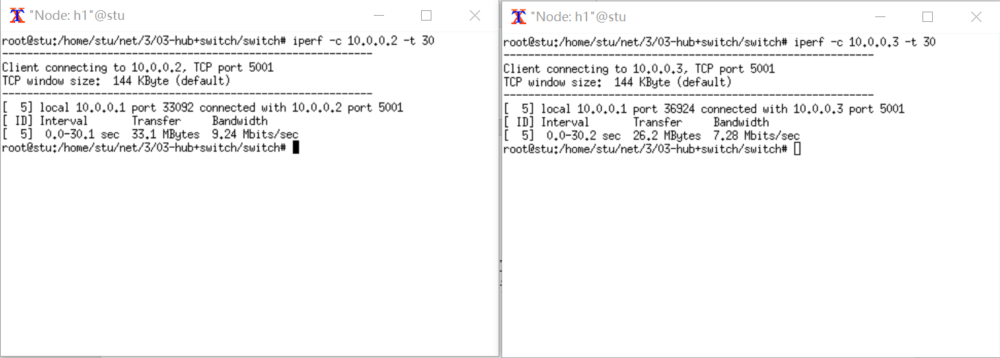 "Node: h1"@stu
root@stu:/home/stu/net/3/03-hub+switch/switch# iperf -c 10.0.0.2 -t 30
------------------------------------------------------------
Client connecting to 10.0.0.2, TCP port 5001
TCP window size:  144 KByte (default)
------------------------------------------------------------
[  5] local 10.0.0.1 port 33092 connected with 10.0.0.2 port 5001
[ ID] Interval       Transfer     Bandwidth
[  5]  0.0-30.1 sec  33.1 MBytes  9.24 Mbits/sec
root@stu:/home/stu/net/3/03-hub+switch/switch#
"Node: h1"@stu
root@stu:/home/stu/net/3/03-hub+switch/switch# iperf -c 10.0.0.3 -t 30
------------------------------------------------------------
Client connecting to 10.0.0.3, TCP port 5001
TCP window size:  144 KByte (default)
------------------------------------------------------------
[  5] local 10.0.0.1 port 36924 connected with 10.0.0.3 port 5001
[ ID] Interval       Transfer     Bandwidth
[  5]  0.0-30.2 sec  26.2 MBytes  7.28 Mbits/sec
root@stu:/home/stu/net/3/03-hub+switch/switch#